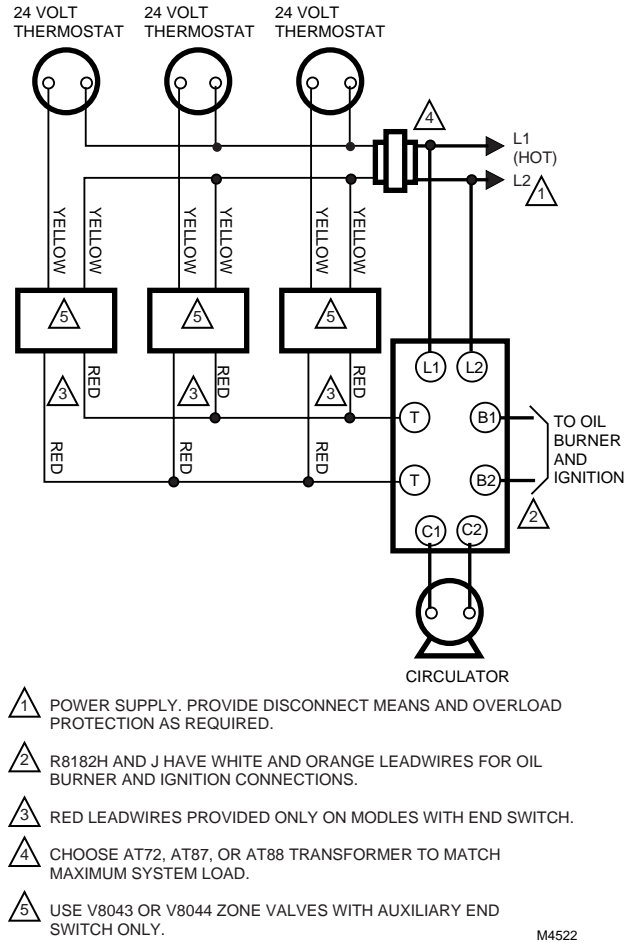 24 VOLT
THERMOSTAT
24 VOLT
THERMOSTAT
24 VOLT
THERMOSTAT
4
L1
(HOT)
L2
1
YELLOW
YELLOW
YELLOW
YELLOW
YELLOW
YELLOW
5
5
5
3
RED
3
RED
3
RED
RED
RED
RED
L1
L2
T
B1
T
B2
C1
C2
TO OIL
BURNER
AND
IGNITION
2
CIRCULATOR
1 POWER SUPPLY. PROVIDE DISCONNECT MEANS AND OVERLOAD
PROTECTION AS REQUIRED.
2 R8182H AND J HAVE WHITE AND ORANGE LEADWIRES FOR OIL
BURNER AND IGNITION CONNECTIONS.
3 RED LEADWIRES PROVIDED ONLY ON MODLES WITH END SWITCH.
4 CHOOSE AT72, AT87, OR AT88 TRANSFORMER TO MATCH
MAXIMUM SYSTEM LOAD.
5 USE V8043 OR V8044 ZONE VALVES WITH AUXILIARY END
SWITCH ONLY.
M4522